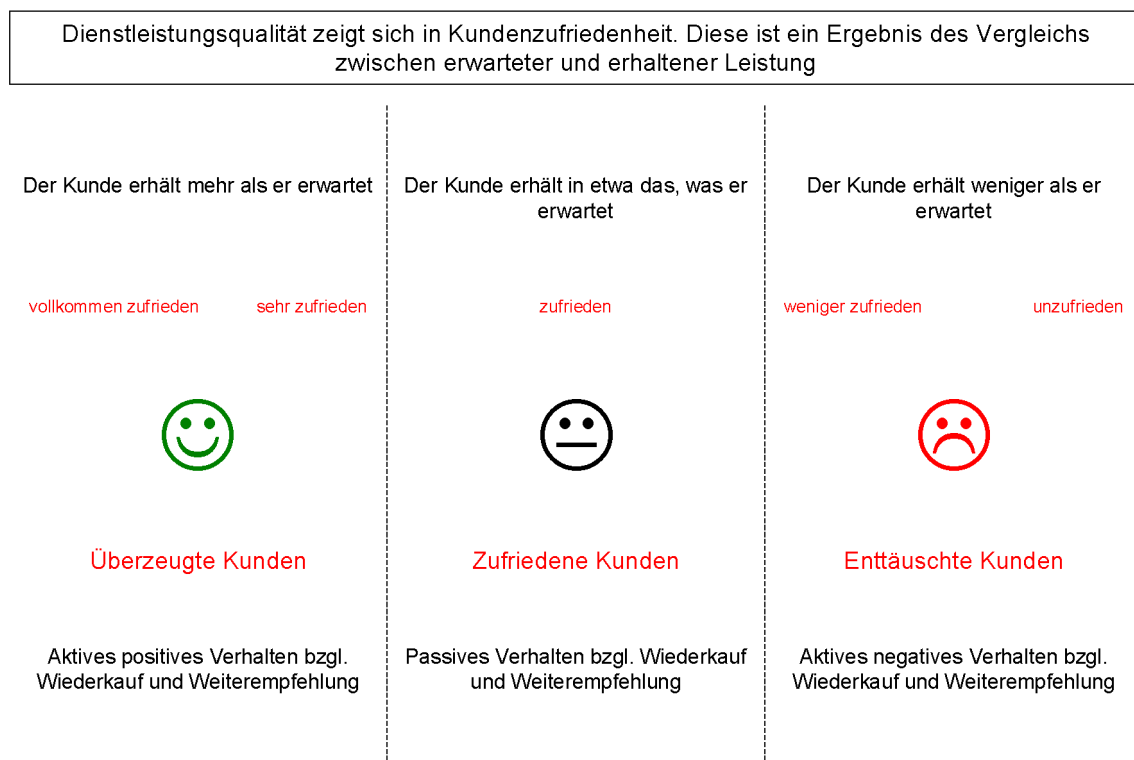 Dienstleistungsqualität zeigt sich in Kundenzufriedenheit. Diese ist ein Ergebnis des Vergleichs
zwischen erwarteter und erhaltener Leistung
Der Kunde erhält mehr als er erwartet
vollkommen zufrieden
sehr zufrieden
Überzeugte Kunden
Aktives positives Verhalten bzgl.
Wiederkauf und Weiterempfehlung
Der Kunde erhält in etwa das, was er
erwartet
zufrieden
Zufriedene Kunden
Passives Verhalten bzgl. Wiederkauf
und Weiterempfehlung
Der Kunde erhält weniger als er
erwartet
weniger zufrieden
unzufrieden
Enttäuschte Kunden
Aktives negatives Verhalten bzgl.
Wiederkauf und Weiterempfehlung